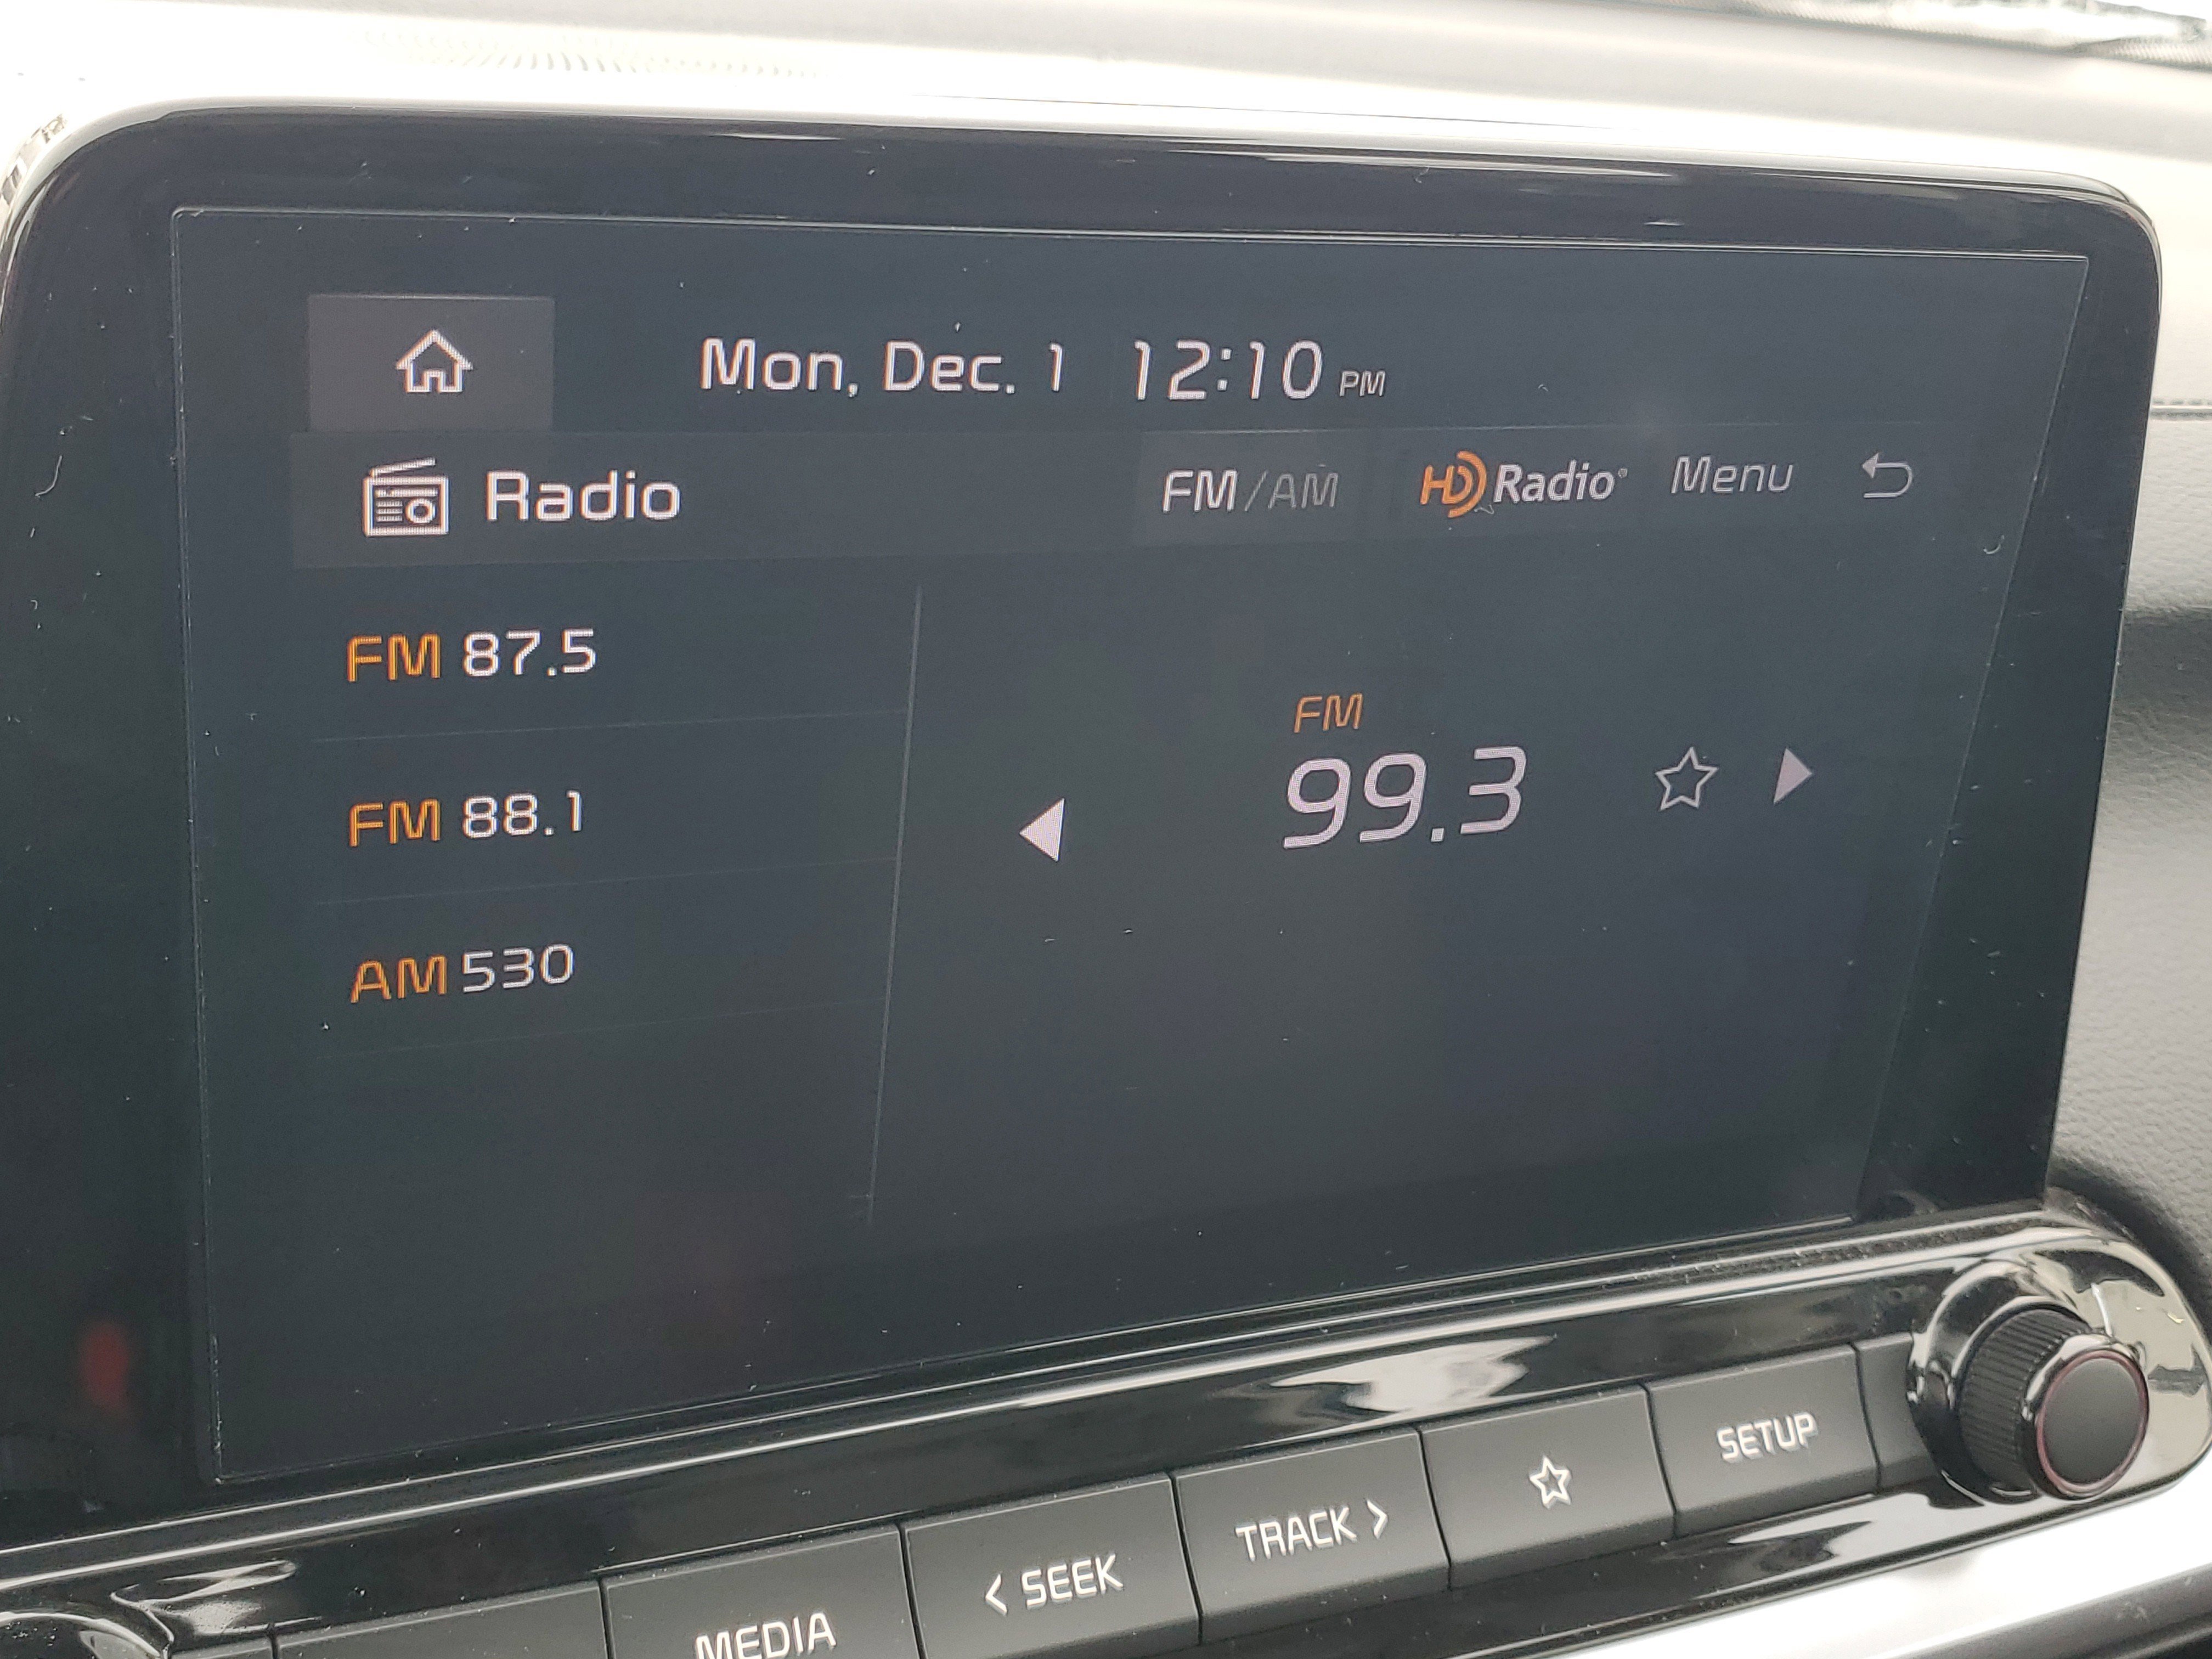 Mon, Dec. 1 12:10 PM
Radio FM/AM HD Radio® Menu
FM 87.5
FM 88.1
AM 530
FM
99.3
MEDIA
< SEEK
TRACK >
SETUP